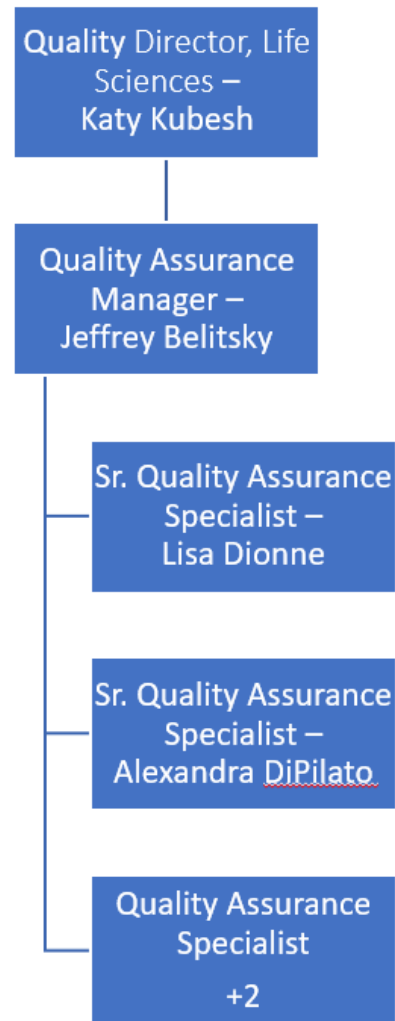 Quality Director, Life
Sciences –
Katy Kubesh
Quality Assurance
Manager –
Jeffrey Belitsky
Sr. Quality Assurance
Specialist –
Lisa Dionne
Sr. Quality Assurance
Specialist –
Alexandra DiPilato
Quality Assurance
Specialist
+2